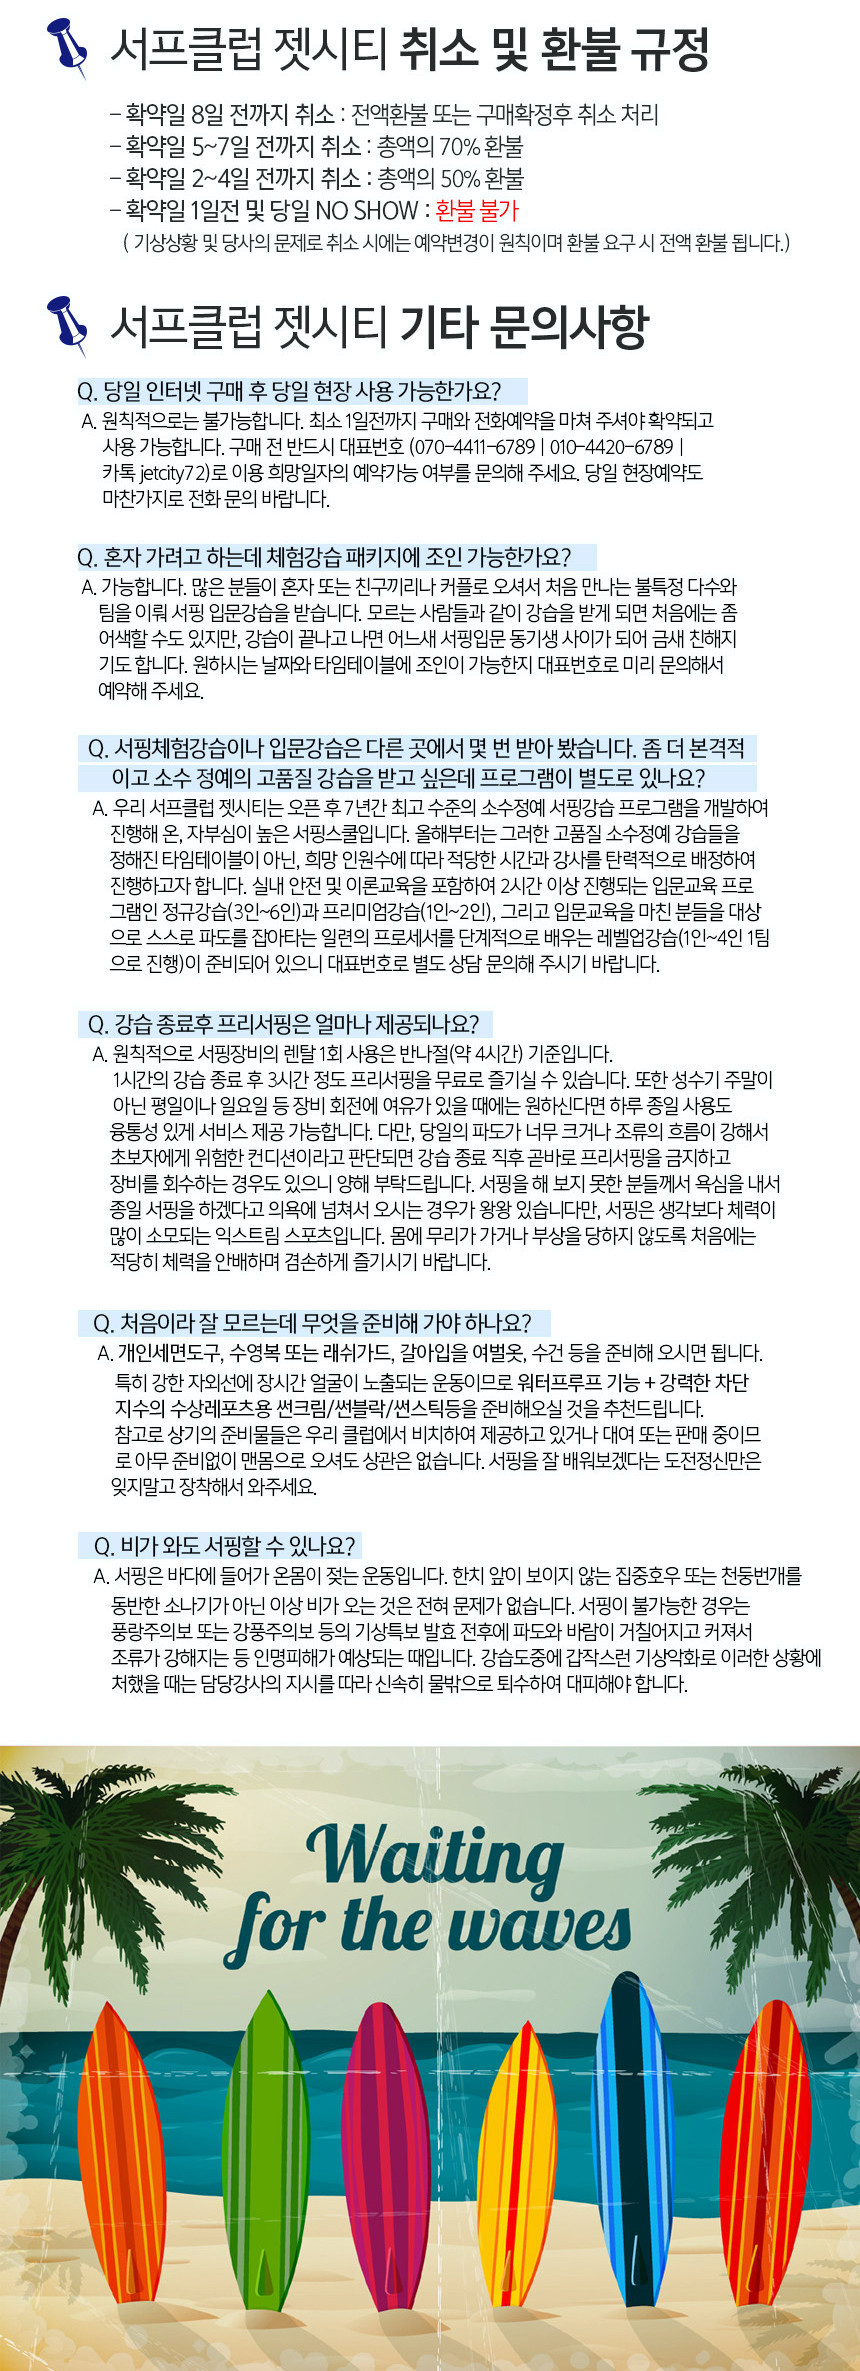 서프클럽 젯시티 취소 및 환불 규정
- 확약일 8일 전까지 취소 : 전액환불 또는 구매확정후 취소 처리
- 확약일 5~7일 전까지 취소 : 총액의 70% 환불
- 확약일 2~4일 전까지 취소 : 총액의 50% 환불
- 확약일 1일전 및 당일 NO SHOW : 환불 불가
( 기상상황 및 당사의 문제로 취소 시에는 예약변경이 원칙이며 환불 요구 시 전액 환불 됩니다.)
서프클럽 젯시티 기타 문의사항
Q. 당일 인터넷 구매 후 당일 현장 사용 가능한가요?
A. 원칙적으로는 불가능합니다. 최소 1일전까지 구매와 전화예약을 마쳐 주셔야 확약되고
사용 가능합니다. 구매 전 반드시 대표번호 (070-4411-6789 | 010-4420-6789 |
카톡 jetcity72)로 이용 희망일자의 예약가능 여부를 문의해 주세요. 당일 현장예약도
마찬가지로 전화 문의 바랍니다.
Q. 혼자 가려고 하는데 체험강습 패키지에 조인 가능한가요?
A. 가능합니다. 많은 분들이 혼자 또는 친구끼리나 커플로 오셔서 처음 만나는 불특정 다수와
팀을 이뤄 서핑 입문강습을 받습니다. 모르는 사람들과 같이 강습을 받게 되면 처음에는 좀
어색할 수도 있지만, 강습이 끝나고 나면 어느새 서핑입문 동기생 사이가 되어 금새 친해지
기도 합니다. 원하시는 날짜와 타임테이블에 조인이 가능한지 대표번호로 미리 문의해서
예약해 주세요.
Q. 서핑체험강습이나 입문강습은 다른 곳에서 몇 번 받아 봤습니다. 좀 더 본격적
이고 소수 정예의 고품질 강습을 받고 싶은데 프로그램이 별도로 있나요?
A. 우리 서프클럽 젯시티는 오픈 후 7년간 최고 수준의 소수정예 서핑강습 프로그램을 개발하여
진행해 온, 자부심이 높은 서핑스쿨입니다. 올해부터는 그러한 고품질 소수정예 강습들을
정해진 타임테이블이 아닌, 희망 인원수에 따라 적당한 시간과 강사를 탄력적으로 배정하여
진행하고자 합니다. 실내 안전 및 이론교육을 포함하여 2시간 이상 진행되는 입문교육 프로
그램인 정규강습(3인~6인)과 프리미엄강습(1인~2인), 그리고 입문교육을 마친 분들을 대상
으로 스스로 파도를 잡아타는 일련의 프로세서를 단계적으로 배우는 레벨업강습(1인~4인 1팀
으로 진행)이 준비되어 있으니 대표번호로 별도 상담 문의해 주시기 바랍니다.
Q. 강습 종료후 프리서핑은 얼마나 제공되나요?
A. 원칙적으로 서핑장비의 렌탈 1회 사용은 반나절(약 4시간) 기준입니다.
1시간의 강습 종료 후 3시간 정도 프리서핑을 무료로 즐기실 수 있습니다. 또한 성수기 주말이
아닌 평일이나 일요일 등 장비 회전에 여유가 있을 때에는 원하신다면 하루 종일 사용도
융통성 있게 서비스 제공 가능합니다. 다만, 당일의 파도가 너무 크거나 조류의 흐름이 강해서
초보자에게 위험한 컨디션이라고 판단되면 강습 종료 직후 곧바로 프리서핑을 금지하고
장비를 회수하는 경우도 있으니 양해 부탁드립니다. 서핑을 해 보지 못한 분들께서 욕심을 내서
종일 서핑을 하겠다고 의욕에 넘쳐서 오시는 경우가 왕왕 있습니다만, 서핑은 생각보다 체력이
많이 소모되는 익스트림 스포츠입니다. 몸에 무리가 가거나 부상을 당하지 않도록 처음에는
적당히 체력을 안배하며 겸손하게 즐기시기 바랍니다.
Q. 처음이라 잘 모르는데 무엇을 준비해 가야 하나요?
A. 개인세면도구, 수영복 또는 래쉬가드, 갈아입을 여벌옷, 수건 등을 준비해 오시면 됩니다.
특히 강한 자외선에 장시간 얼굴이 노출되는 운동이므로 워터프루프 기능 + 강력한 차단
지수의 수상레포츠용 썬크림/썬블락/썬스틱등을 준비해오실 것을 추천드립니다.
참고로 상기의 준비물들은 우리 클럽에서 비치하여 제공하고 있거나 대여 또는 판매 중이므
로 아무 준비없이 맨몸으로 오셔도 상관은 없습니다. 서핑을 잘 배워보겠다는 도전정신만은
잊지말고 장착해서 와주세요.
Q. 비가 와도 서핑할 수 있나요?
A. 서핑은 바다에 들어가 온몸이 젖는 운동입니다. 한치 앞이 보이지 않는 집중호우 또는 천둥번개를
동반한 소나기가 아닌 이상 비가 오는 것은 전혀 문제가 없습니다. 서핑이 불가능한 경우는
풍랑주의보 또는 강풍주의보 등의 기상특보 발효 전후에 파도와 바람이 거칠어지고 커져서
조류가 강해지는 등 인명피해가 예상되는 때입니다. 강습도중에 갑작스런 기상악화로 이러한 상황에
처했을 때는 담당강사의 지시를 따라 신속히 물밖으로 퇴수하여 대피해야 합니다.
Waiting
for the waves